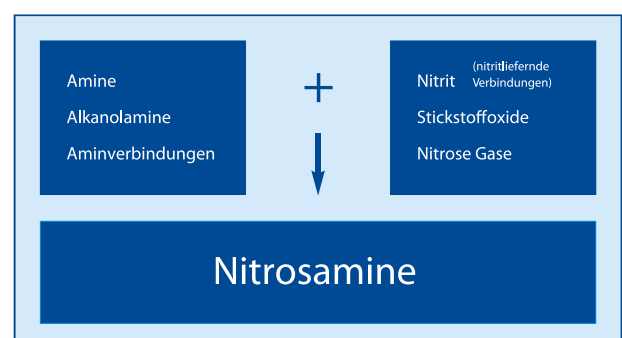 Amine
Alkanolamine
Aminverbindungen
+
Nitrit (nitritliefernde
Verbindungen)
Stickstoffoxide
Nitrose Gase
Nitrosamine